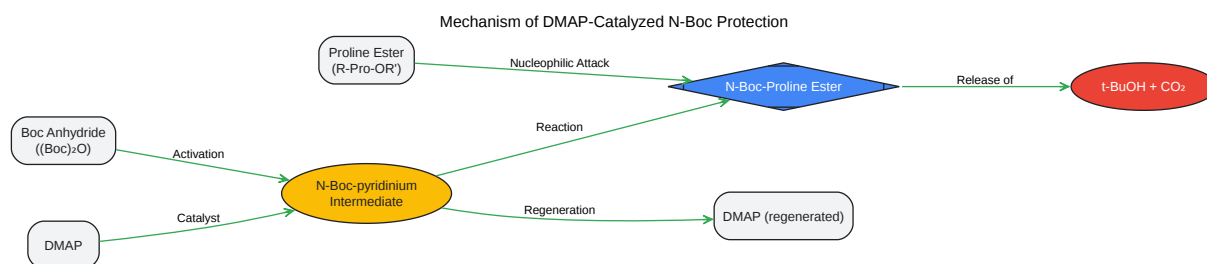 Mechanism of DMAP-Catalyzed N-Boc Protection
Proline Ester
(R-Pro-OR')
Nucleophilic Attack
N-Boc-Proline Ester
Release of
t-BuOH + CO₂
Boc Anhydride
((Boc)₂O)
Activation
Reaction
N-Boc-pyridinium
Intermediate
Catalyst
DMAP
Regeneration
DMAP (regenerated)